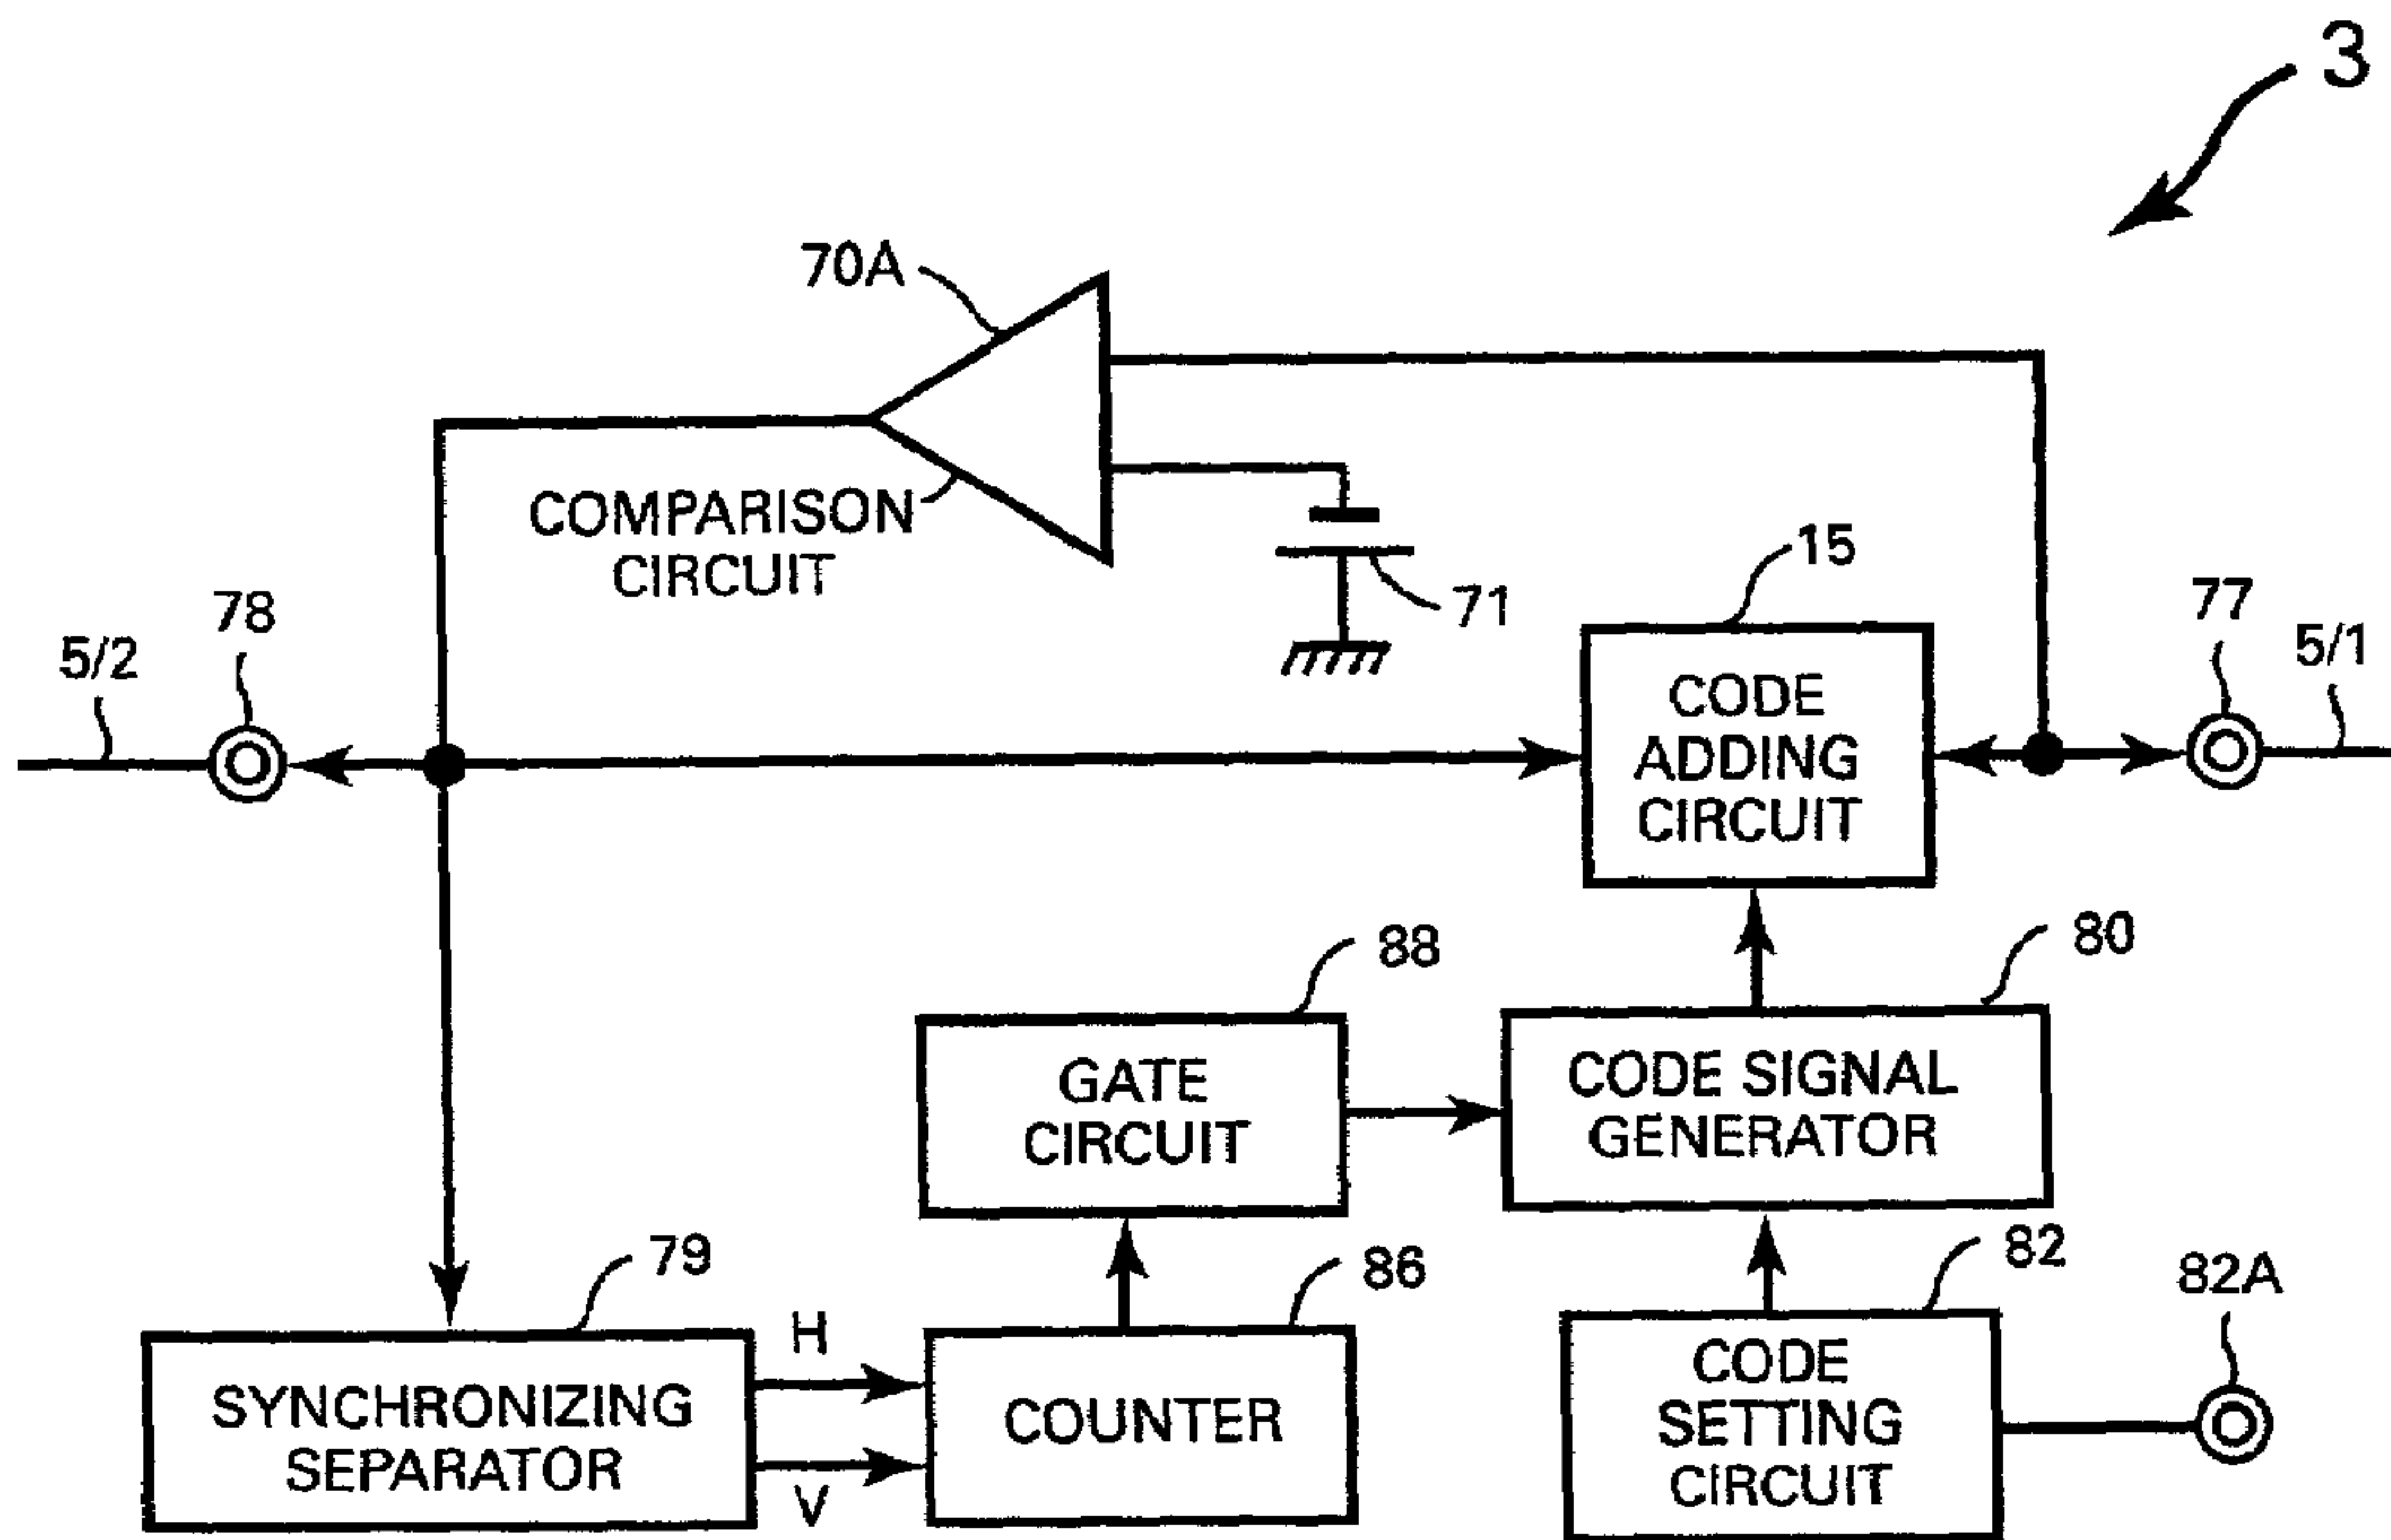 3
70A
COMPARISON
CIRCUIT
71
15
78
5/2
77
5/1
CODE
ADDING
CIRCUIT
88
80
GATE
CIRCUIT
CODE SIGNAL
GENERATOR
79
86
82
82A
H
SYNCHRONIZING
SEPARATOR
V
COUNTER
CODE
SETTING
CIRCUIT